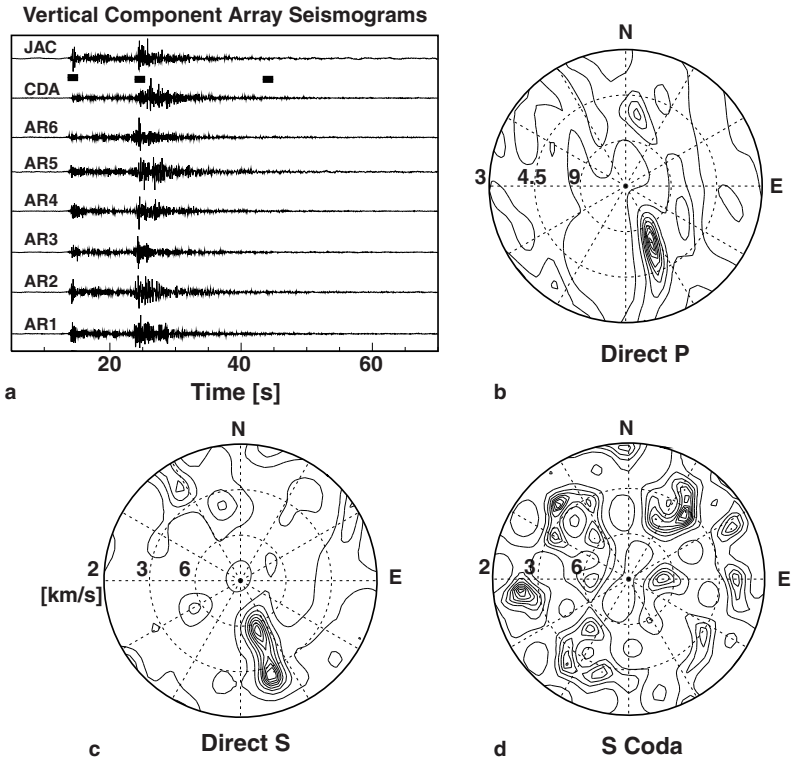 Vertical Component Array Seismograms
JAC
CDA
AR6
AR5
AR4
AR3
AR2
AR1
20 40 60
Time [s]
a
N
3 4.5 9
E
Direct P
b
N
2 3 6
[km/s]
E
Direct S
c
N
2 3 6
E
S Coda
d